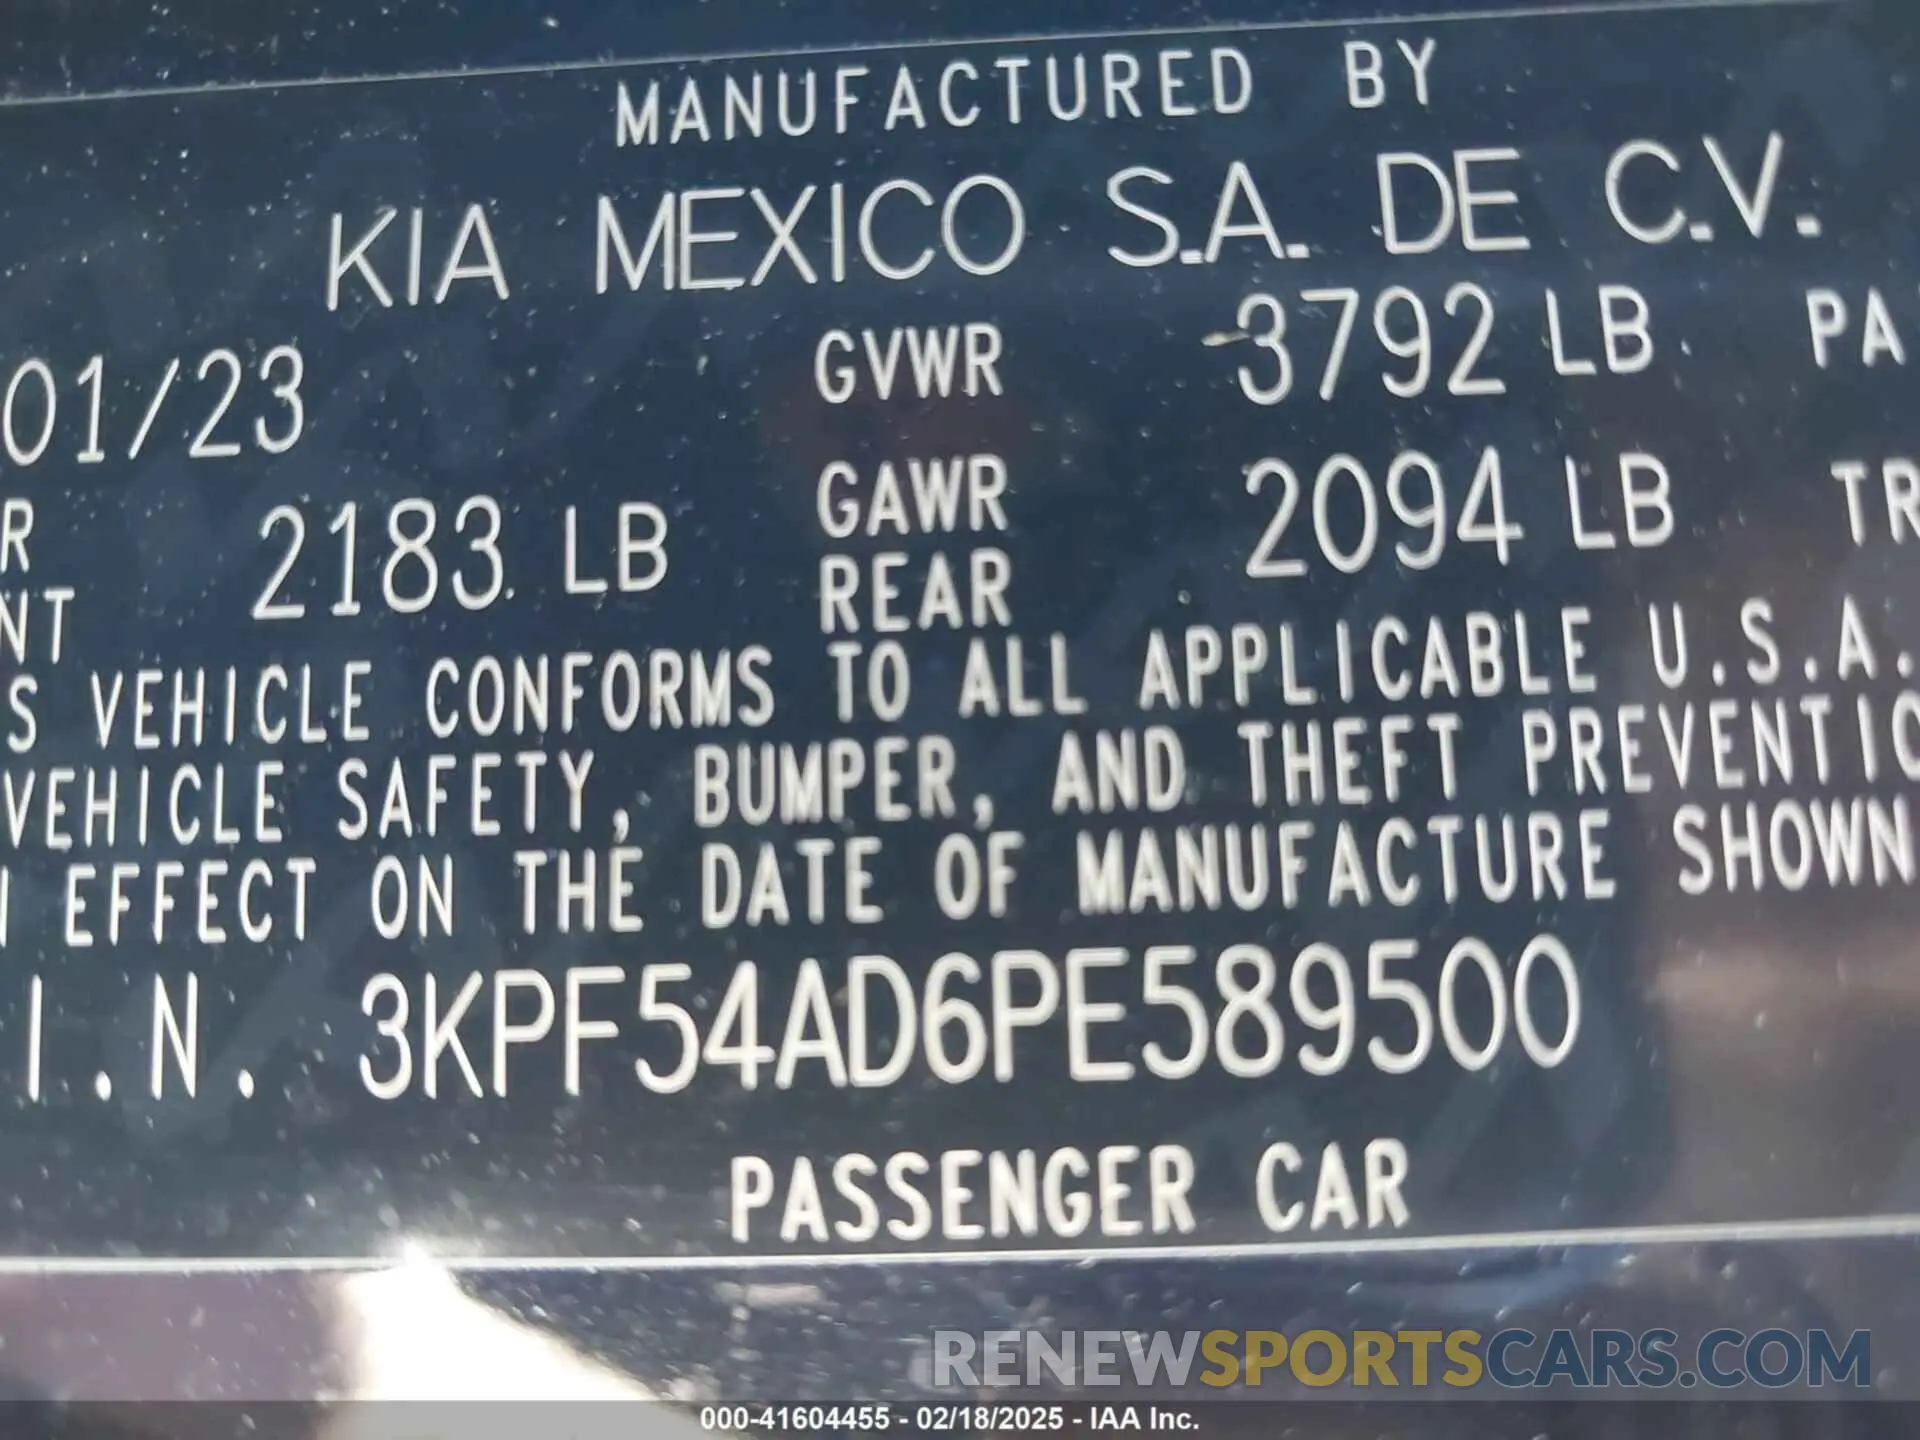 MANUFACTURED BY
KIA MEXICO S.A. DE C.V.
01/23 GVWR 3792 LB PA
R 2183 LB GAWR 2094 LB TR
NT REAR
S VEHICLE CONFORMS TO ALL APPLICABLE U.S.A.
VEHICLE SAFETY, BUMPER, AND THEFT PREVENTIO
N EFFECT ON THE DATE OF MANUFACTURE SHOWN
I.N. 3KPF54AD6PE589500
PASSENGER CAR
RENEWSPORTSCARS.COM
000-41604455 - 02/18/2025 - IAA Inc.